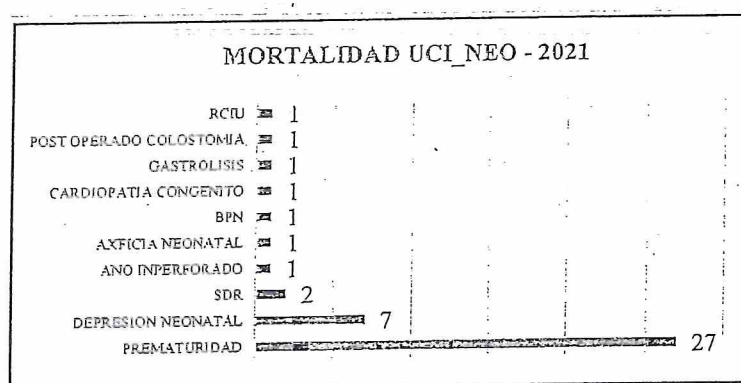 MORTALIDAD UCI_NEO - 2021
RCIU 1
POST OPERADO COLOSTOMIA 1
GASTROLISIS 1
CARDIOPATIA CONGENITO 1
BPN 1
AXFICIA NEONATAL 1
ANO INPERFORADO 1
SDR 2
DEPRESION NEONATAL 7
PREMATURIDAD 27